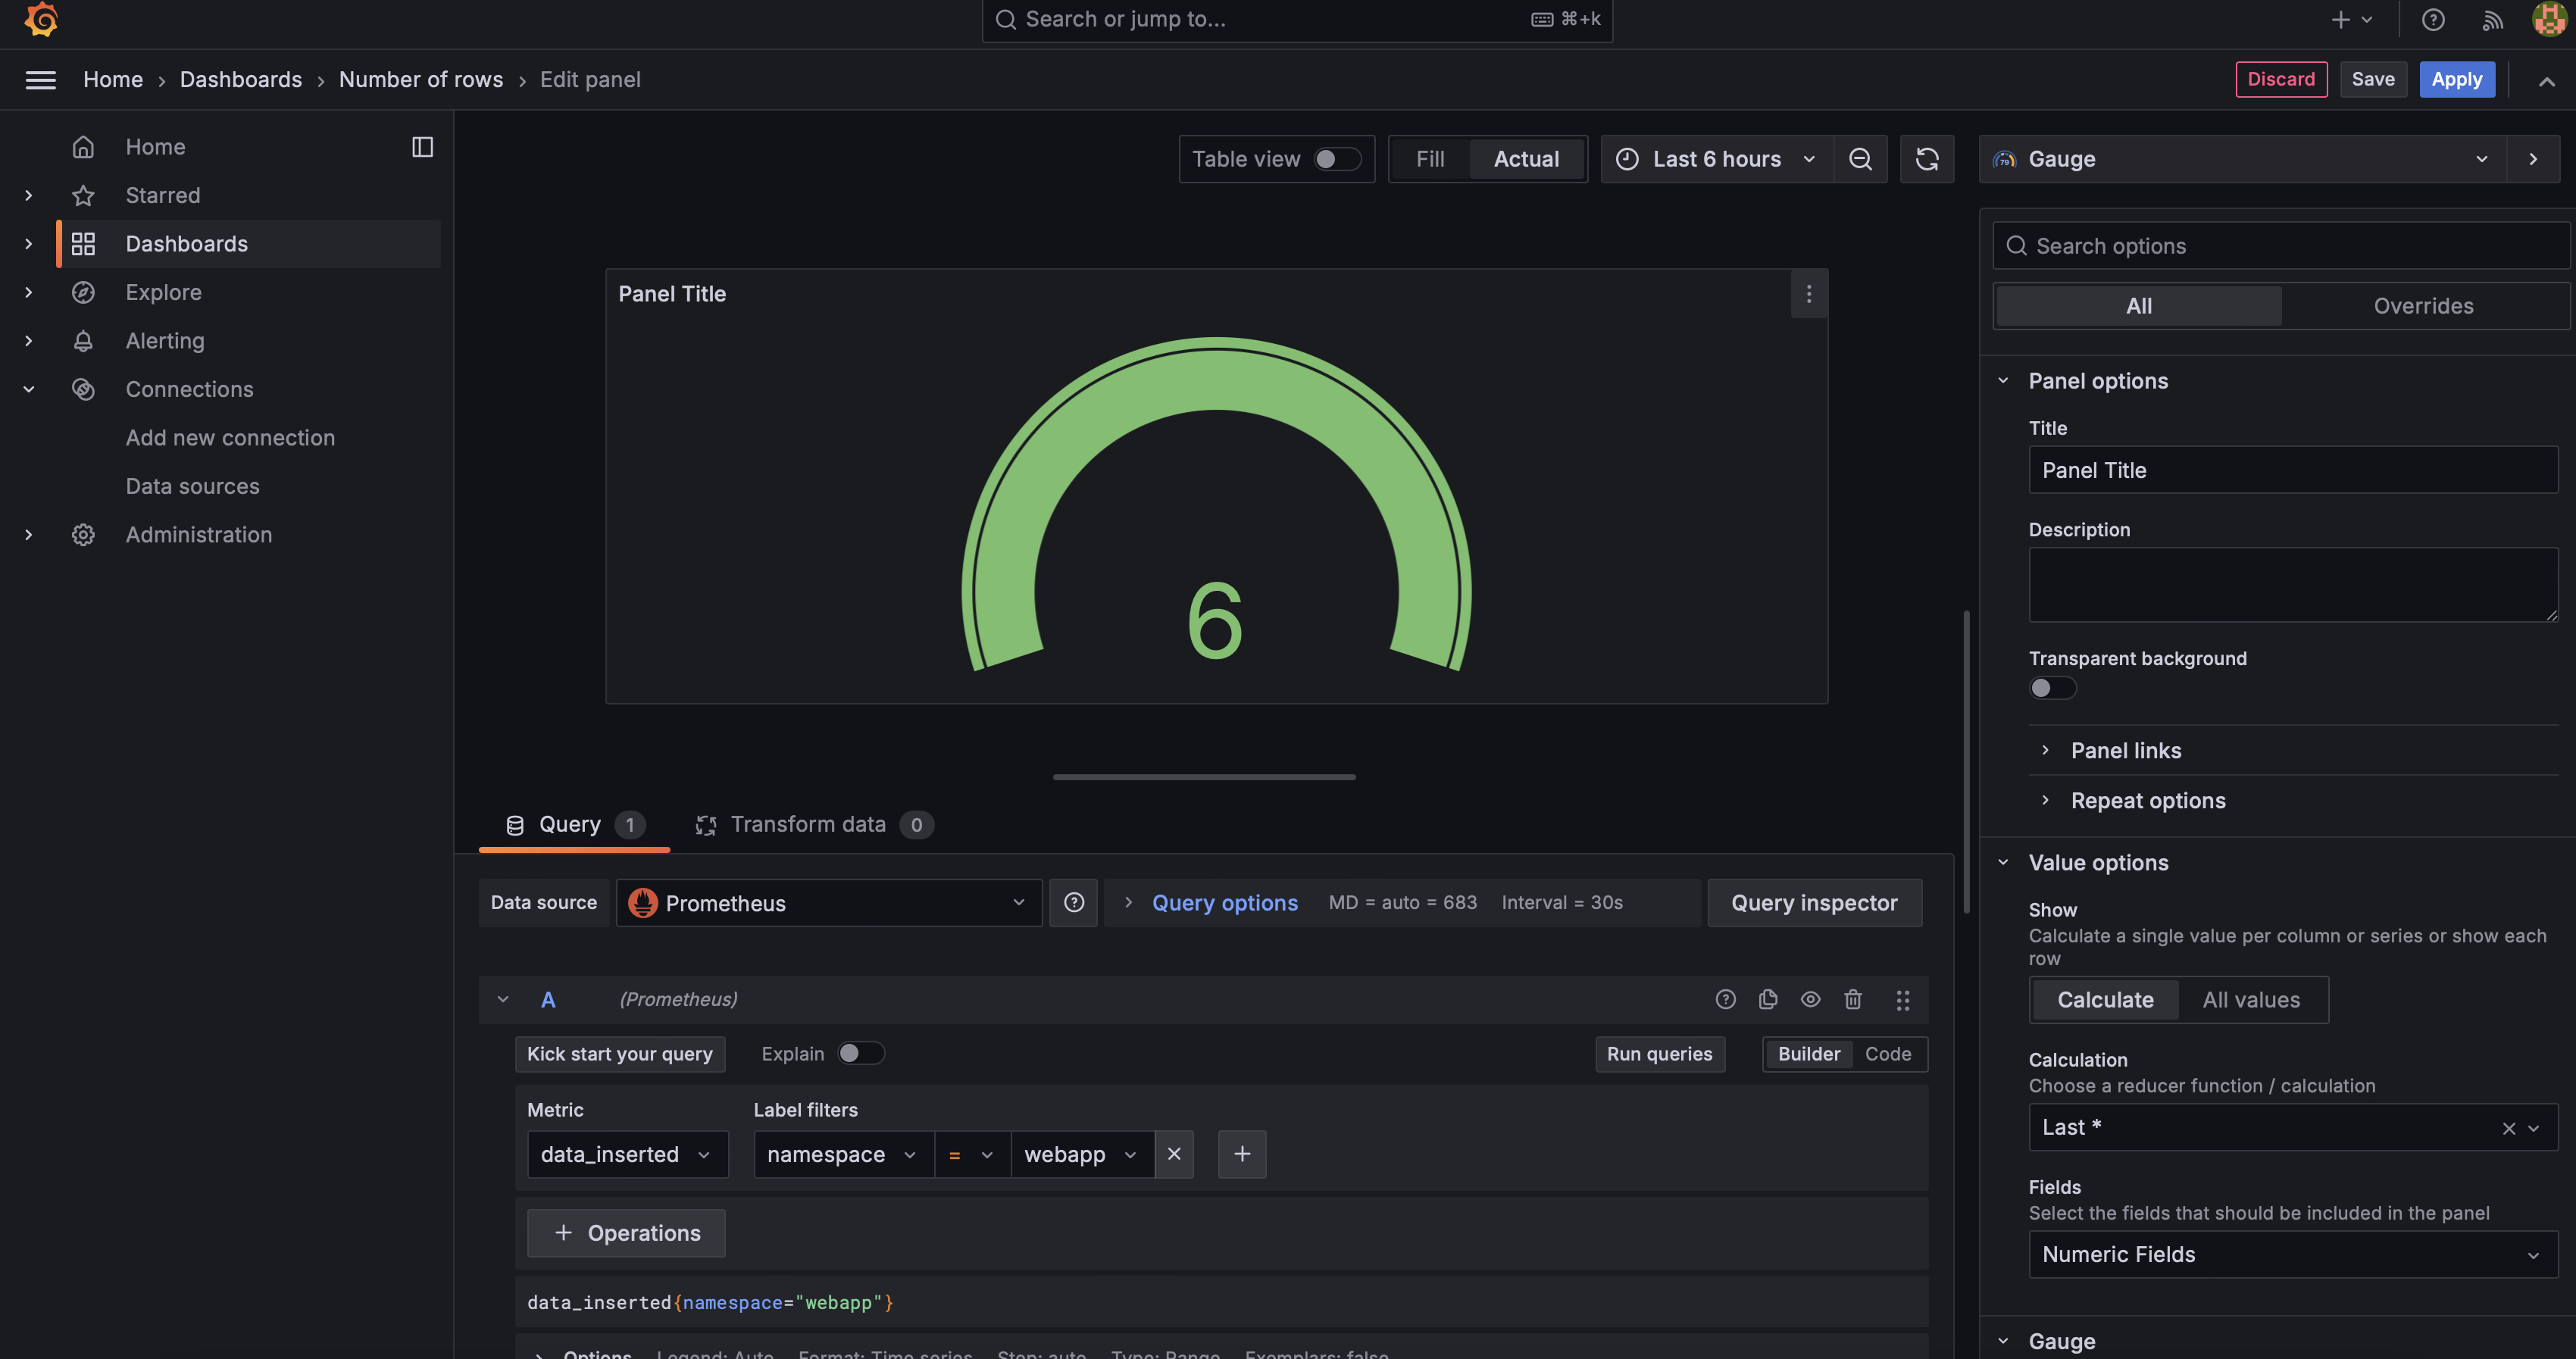 Search or jump to...
⌘+k
Home › Dashboards › Number of rows › Edit panel
Discard
Save
Apply
Home
Starred
Dashboards
Explore
Alerting
Connections
Add new connection
Data sources
Administration
Table view
Fill
Actual
Last 6 hours
Panel Title
6
Query 1
Transform data 0
Data source
Prometheus
Query options
MD = auto = 683
Interval = 30s
Query inspector
A
(Prometheus)
Kick start your query
Explain
Run queries
Builder
Code
Metric
Label filters
data_inserted
namespace
=
webapp
+ Operations
data_inserted{namespace="webapp"}
Options Legend: Auto Format: Time series Step: auto Type: Range Exemplars: false
79
Gauge
Search options
All
Overrides
Panel options
Title
Panel Title
Description
Transparent background
Panel links
Repeat options
Value options
Show
Calculate a single value per column or series or show each
row
Calculate
All values
Calculation
Choose a reducer function / calculation
Last *
Fields
Select the fields that should be included in the panel
Numeric Fields
Gauge